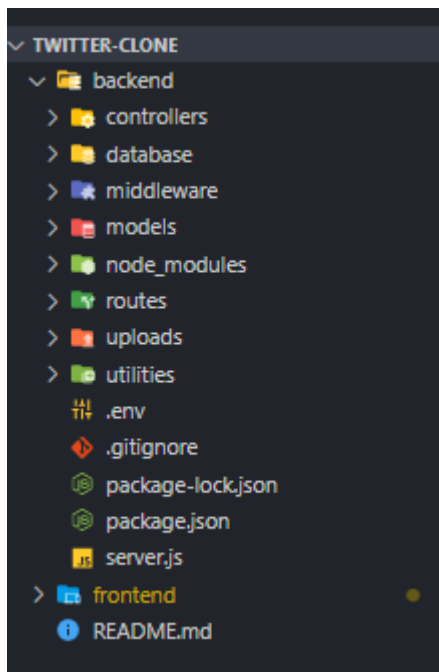 TWITTER-CLONE
backend
controllers
database
middleware
models
node_modules
routes
uploads
utilities
.env
.gitignore
package-lock.json
package.json
JS server.js
frontend
README.md